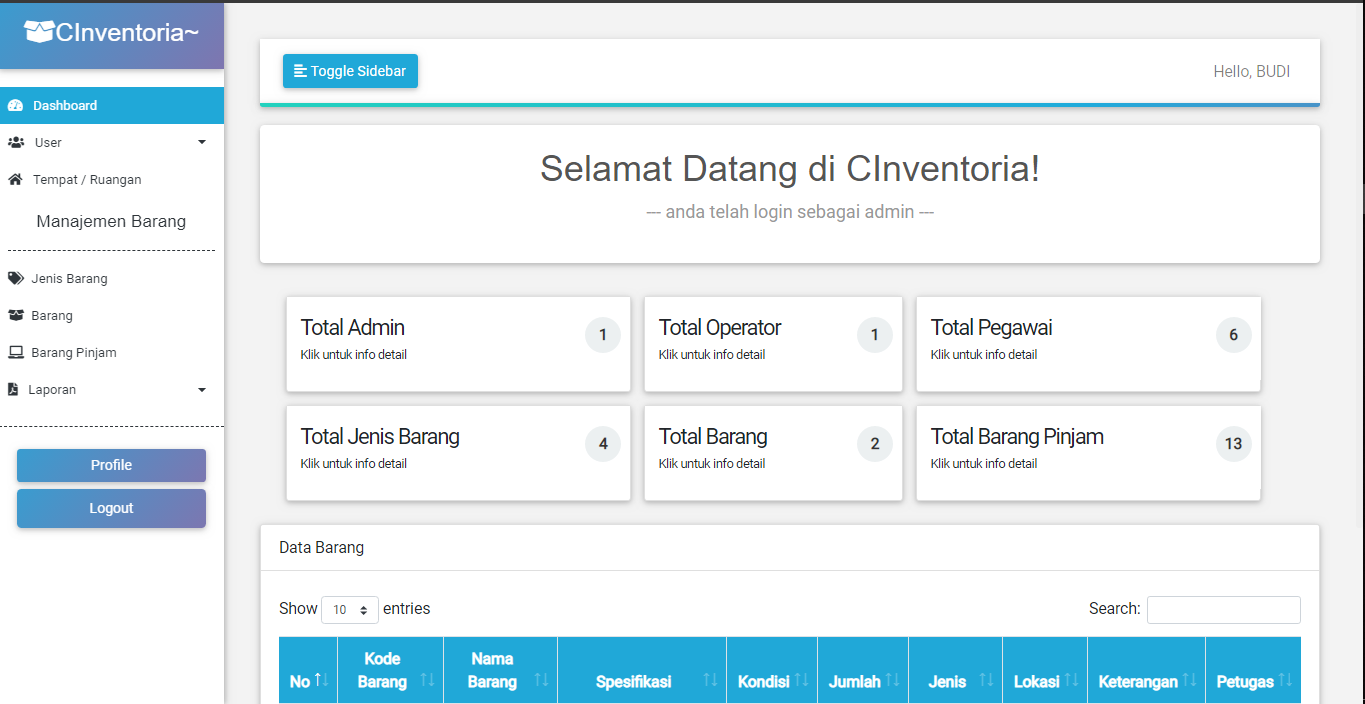 CInventoria~
Dashboard
User
Tempat / Ruangan
Manajemen Barang
Jenis Barang
Barang
Barang Pinjam
Laporan
Profile
Logout
Toggle Sidebar
Hello, BUDI
Selamat Datang di CInventoria!
--- anda telah login sebagai admin ---
Total Admin
Klik untuk info detail
1
Total Operator
Klik untuk info detail
1
Total Pegawai
Klik untuk info detail
6
Total Jenis Barang
Klik untuk info detail
4
Total Barang
Klik untuk info detail
2
Total Barang Pinjam
Klik untuk info detail
13
Data Barang
Show 10 entries
Search:
No
Kode
Barang
Nama
Barang
Spesifikasi
Kondisi
Jumlah
Jenis
Lokasi
Keterangan
Petugas